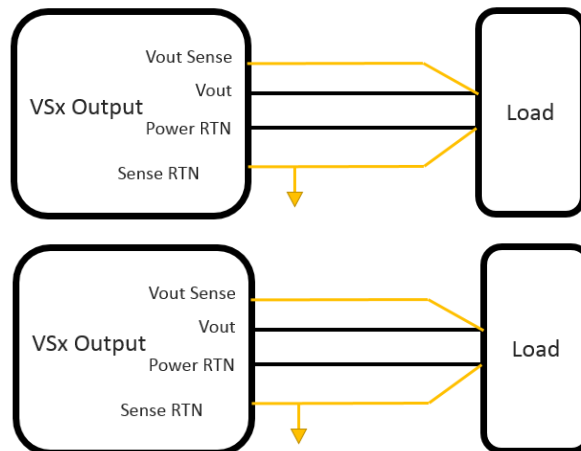 Vout Sense
Vout
VSx Output
Power RTN
Sense RTN
Load
Vout Sense
Vout
VSx Output
Power RTN
Sense RTN
Load